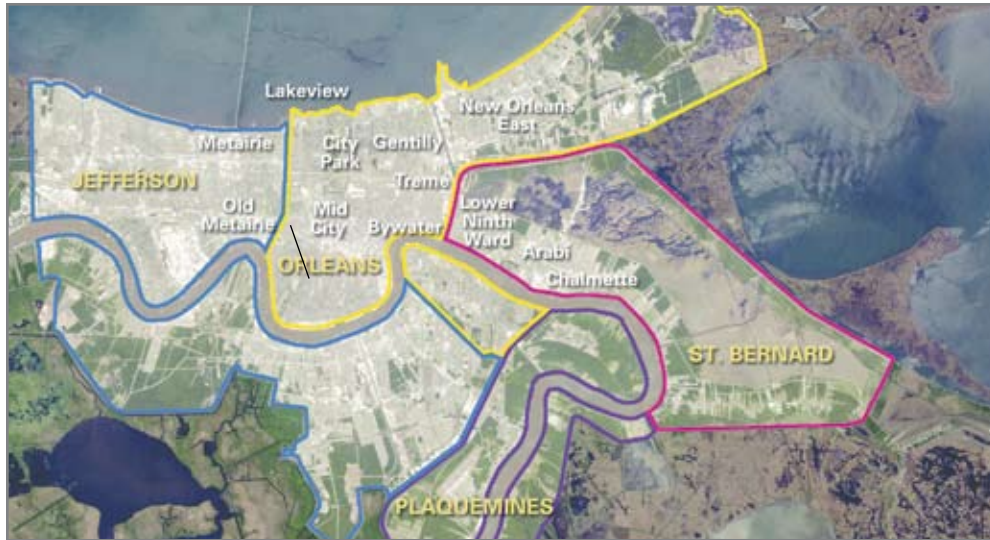 Lakeview
New Orleans
East
Metairie
City
Park
Gentilly
JEFFERSON
Treme
Old
Metairie
Mid
City
Bywater
Lower
Ninth
Ward
Arabi
ORLEANS
Chalmette
ST. BERNARD
PLAQUEMINES